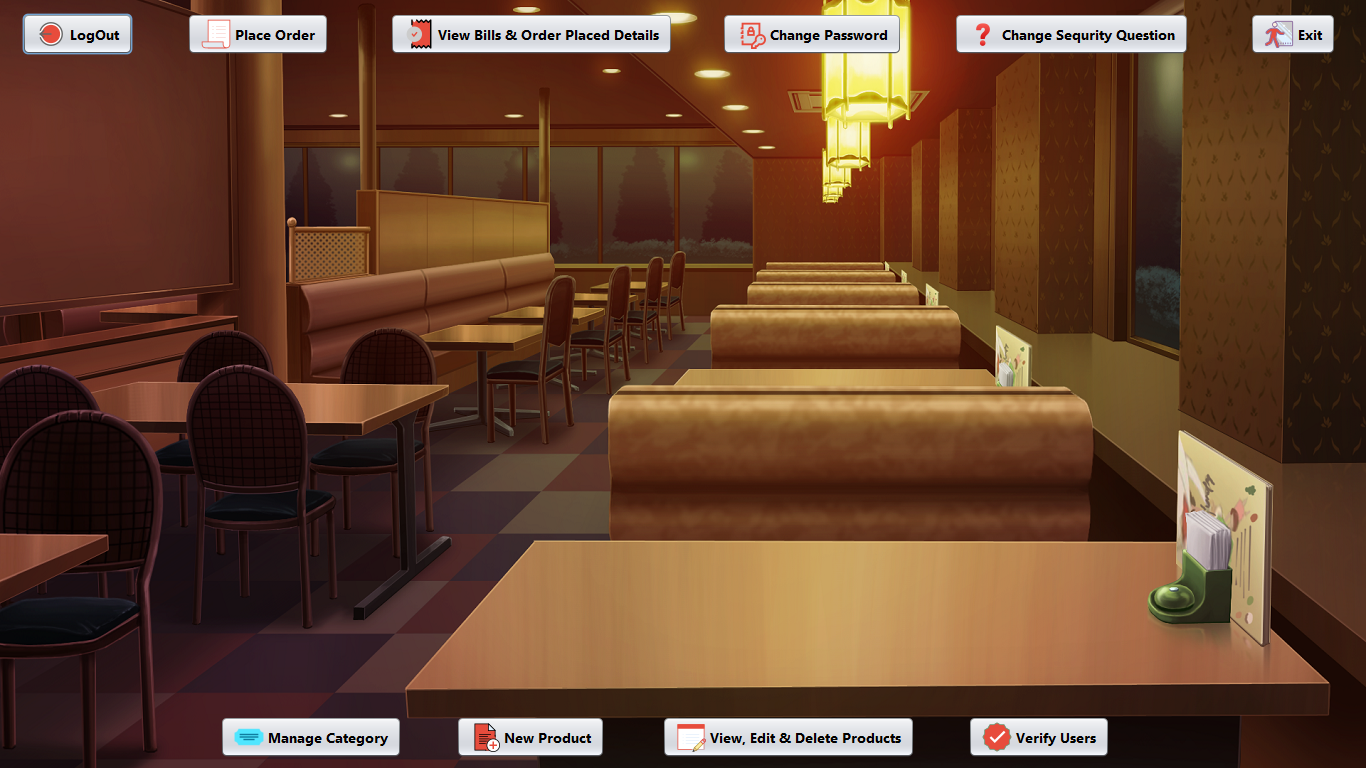 LogOut
Place Order
View Bills & Order Placed Details
Change Password
Change Sequrity Question
Exit
Manage Category
New Product
View, Edit & Delete Products
Verify Users